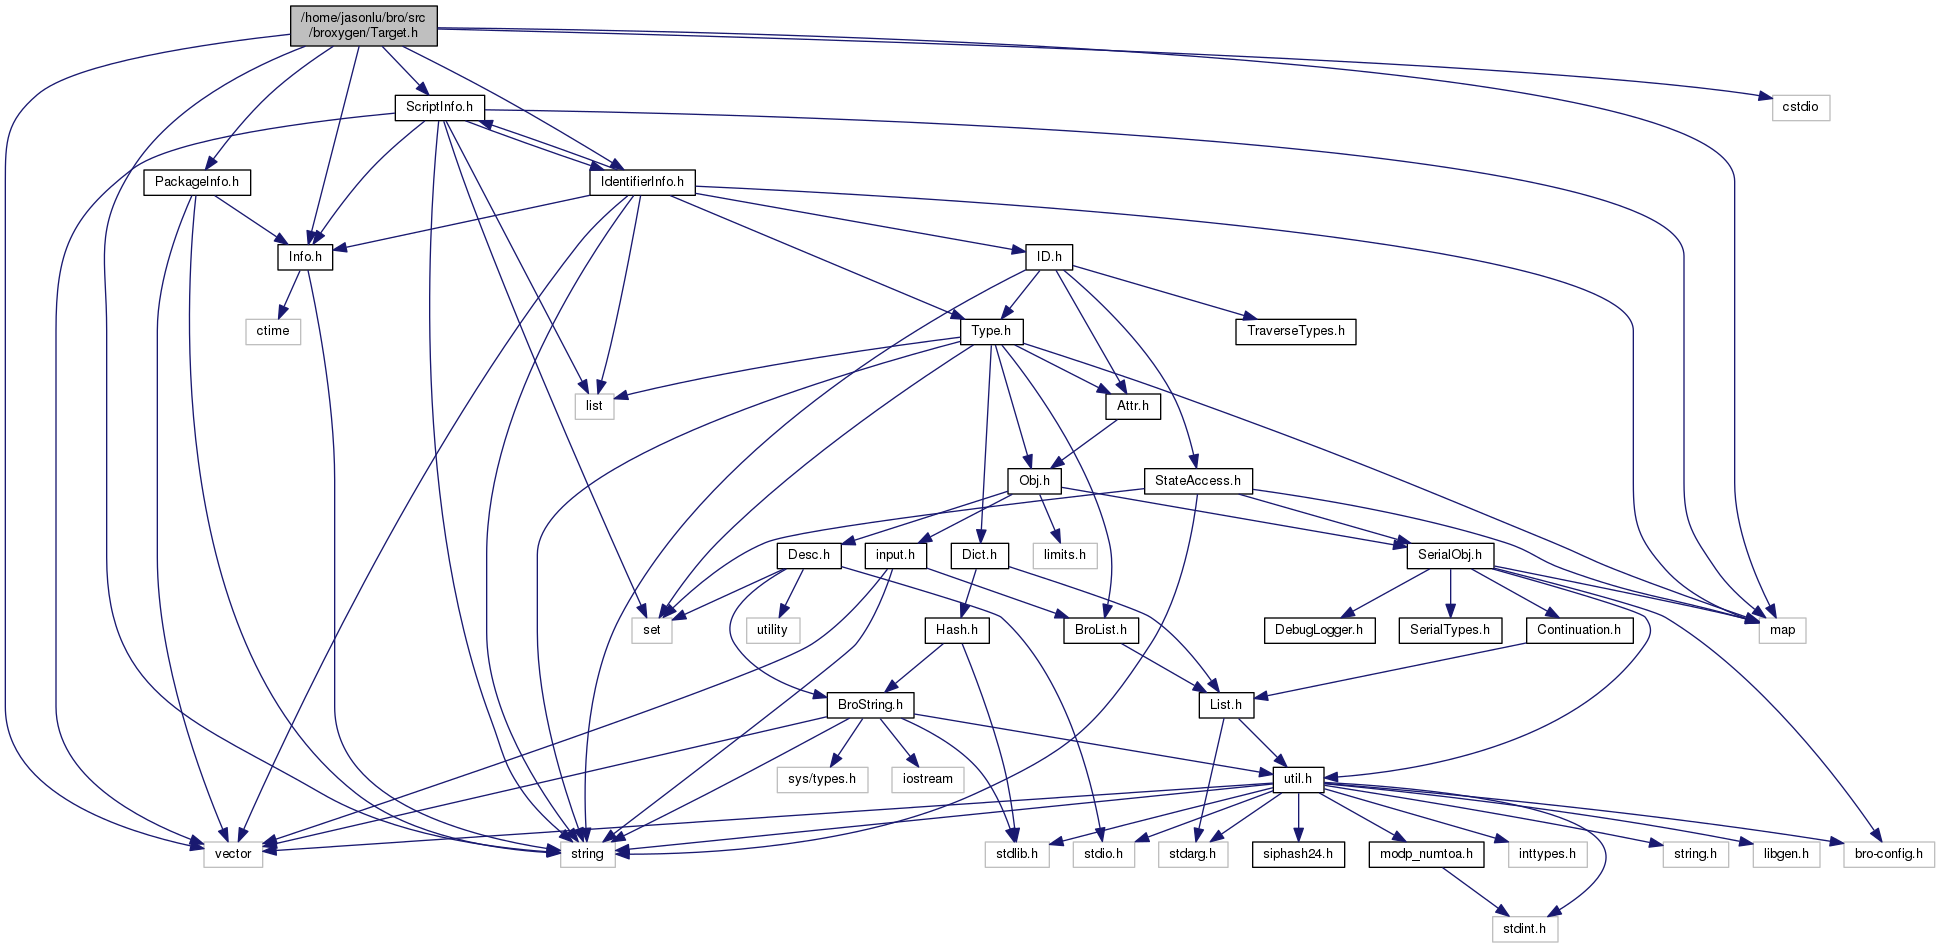 /home/jasonlu/bro/src
/broxygen/Target.h
ScriptInfo.h
cstdio
PackageInfo.h
IdentifierInfo.h
Info.h
ID.h
ctime
Type.h
TraverseTypes.h
list
Attr.h
Obj.h
StateAccess.h
Desc.h
input.h
Dict.h
limits.h
SerialObj.h
set
utility
Hash.h
BroList.h
DebugLogger.h
SerialTypes.h
Continuation.h
map
BroString.h
List.h
sys/types.h
iostream
util.h
vector
string
stdlib.h
stdio.h
stdarg.h
siphash24.h
modp_numtoa.h
inttypes.h
string.h
libgen.h
bro-config.h
stdint.h